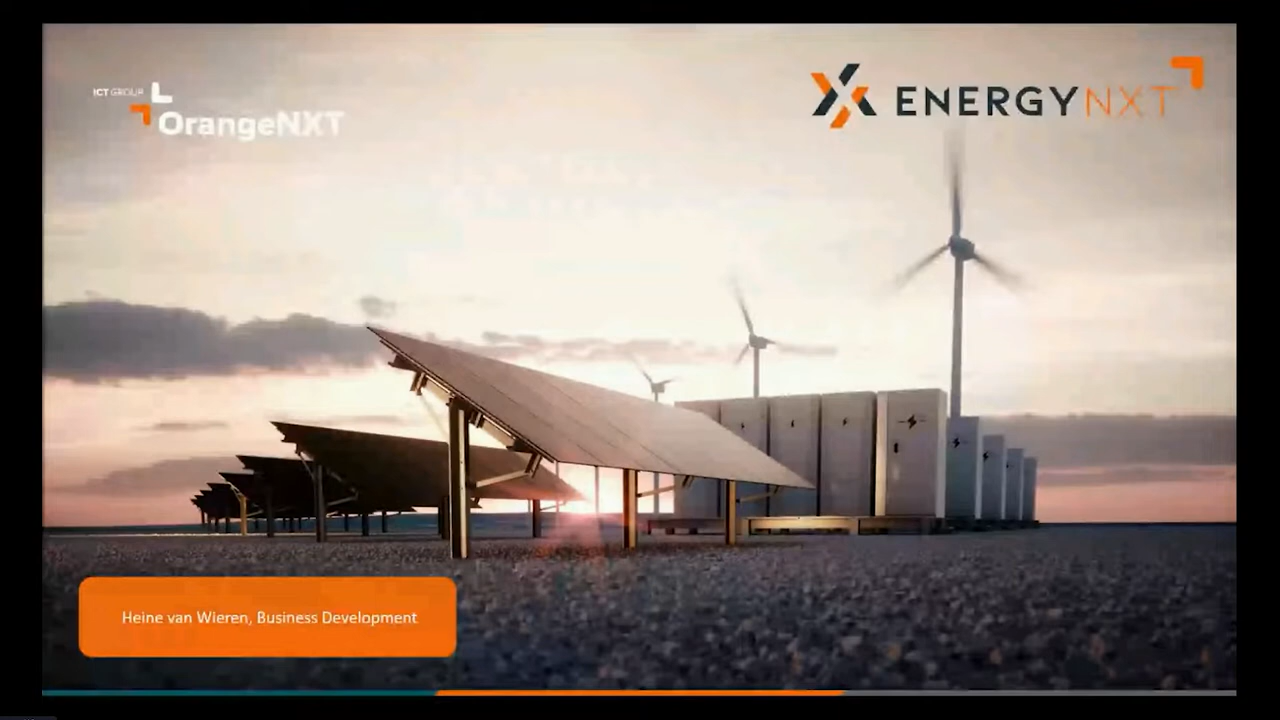 ICT GROUP
OrangeNXT
ENERGYNXT
Heine van Wieren, Business Development